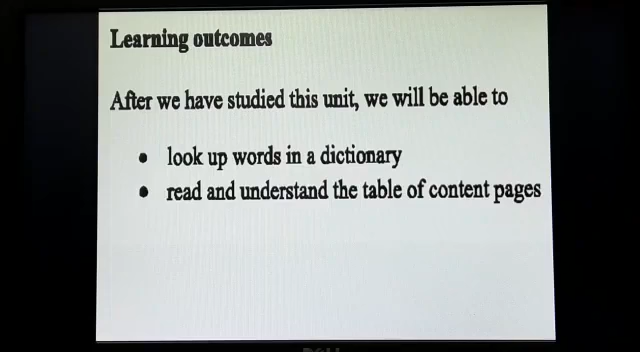 Learning outcomes
After we have studied this unit, we will be able to
• look up words in a dictionary
• read and understand the table of content pages